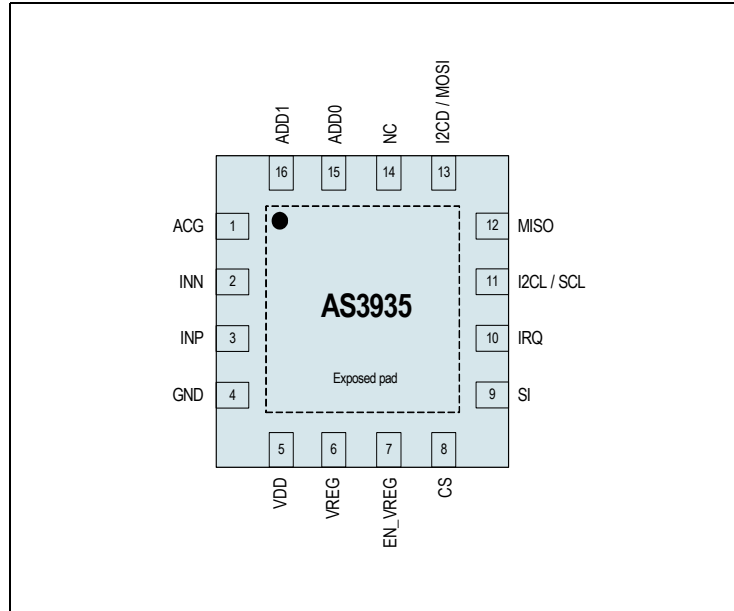 ADD1
ADD0
NC
I2CD / MOSI
16
15
14
13
ACG
1
12
MISO
INN
2
11
I2CL / SCL
AS3935
INP
3
10
IRQ
Exposed pad
GND
4
9
SI
5
6
7
8
VDD
VREG
EN_VREG
CS